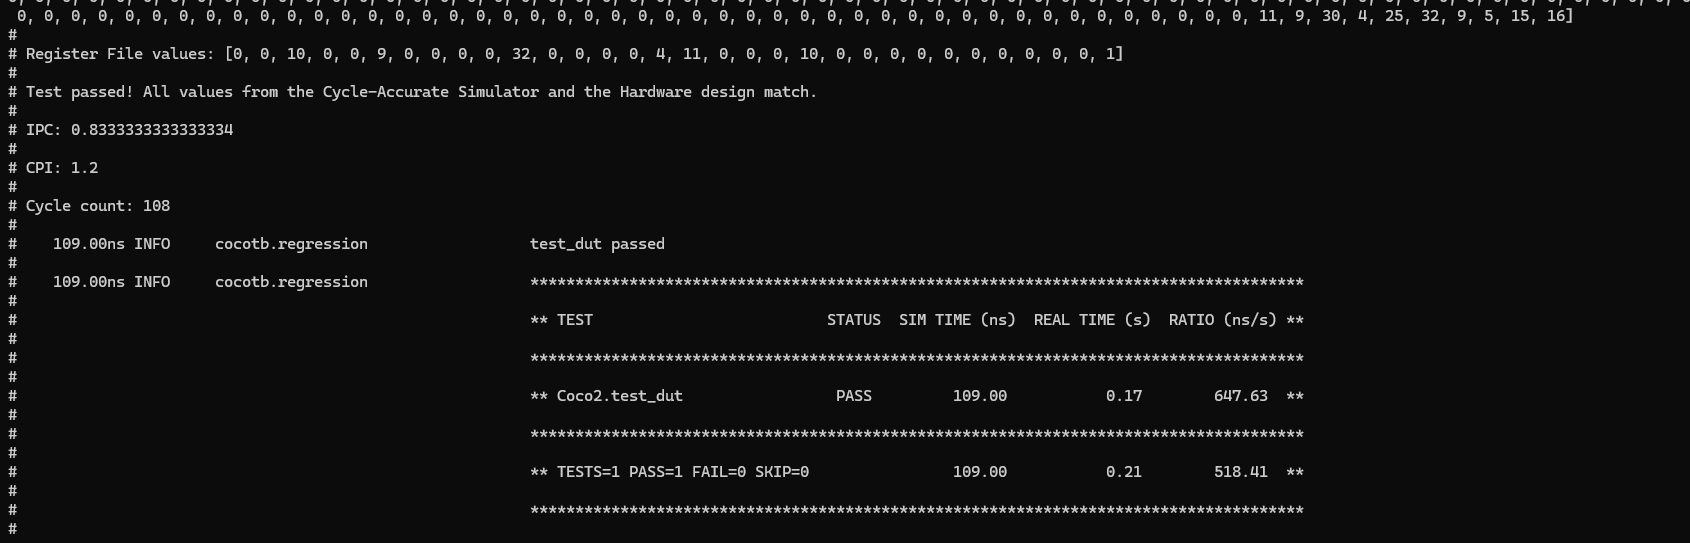 0, 0, 0, 0, 0, 0, 0, 0, 0, 0, 0, 0, 0, 0, 0, 0, 0, 0, 0, 0, 0, 0, 0, 0, 0, 0, 0, 0, 0, 0, 0, 0, 0, 0, 0, 0, 0, 0, 0, 0, 0, 0, 0, 0, 0, 0, 11, 9, 30, 4, 25, 32, 9, 5, 15, 16]
#
# Register File values: [0, 0, 10, 0, 0, 9, 0, 0, 0, 0, 32, 0, 0, 0, 0, 4, 11, 0, 0, 0, 10, 0, 0, 0, 0, 0, 0, 0, 0, 0, 0, 1]
#
# Test passed! All values from the Cycle-Accurate Simulator and the Hardware design match.
#
# IPC: 0.8333333333333334
#
# CPI: 1.2
#
# Cycle count: 108
#
# 109.00ns INFO cocotb.regression test_dut passed
#
# 109.00ns INFO cocotb.regression **************************************************************************************
#
# ** TEST STATUS SIM TIME (ns) REAL TIME (s) RATIO (ns/s) **
#
# **************************************************************************************
#
# ** Coco2.test_dut PASS 109.00 0.17 647.63 **
#
# **************************************************************************************
#
# ** TESTS=1 PASS=1 FAIL=0 SKIP=0 109.00 0.21 518.41 **
#
# **************************************************************************************
#